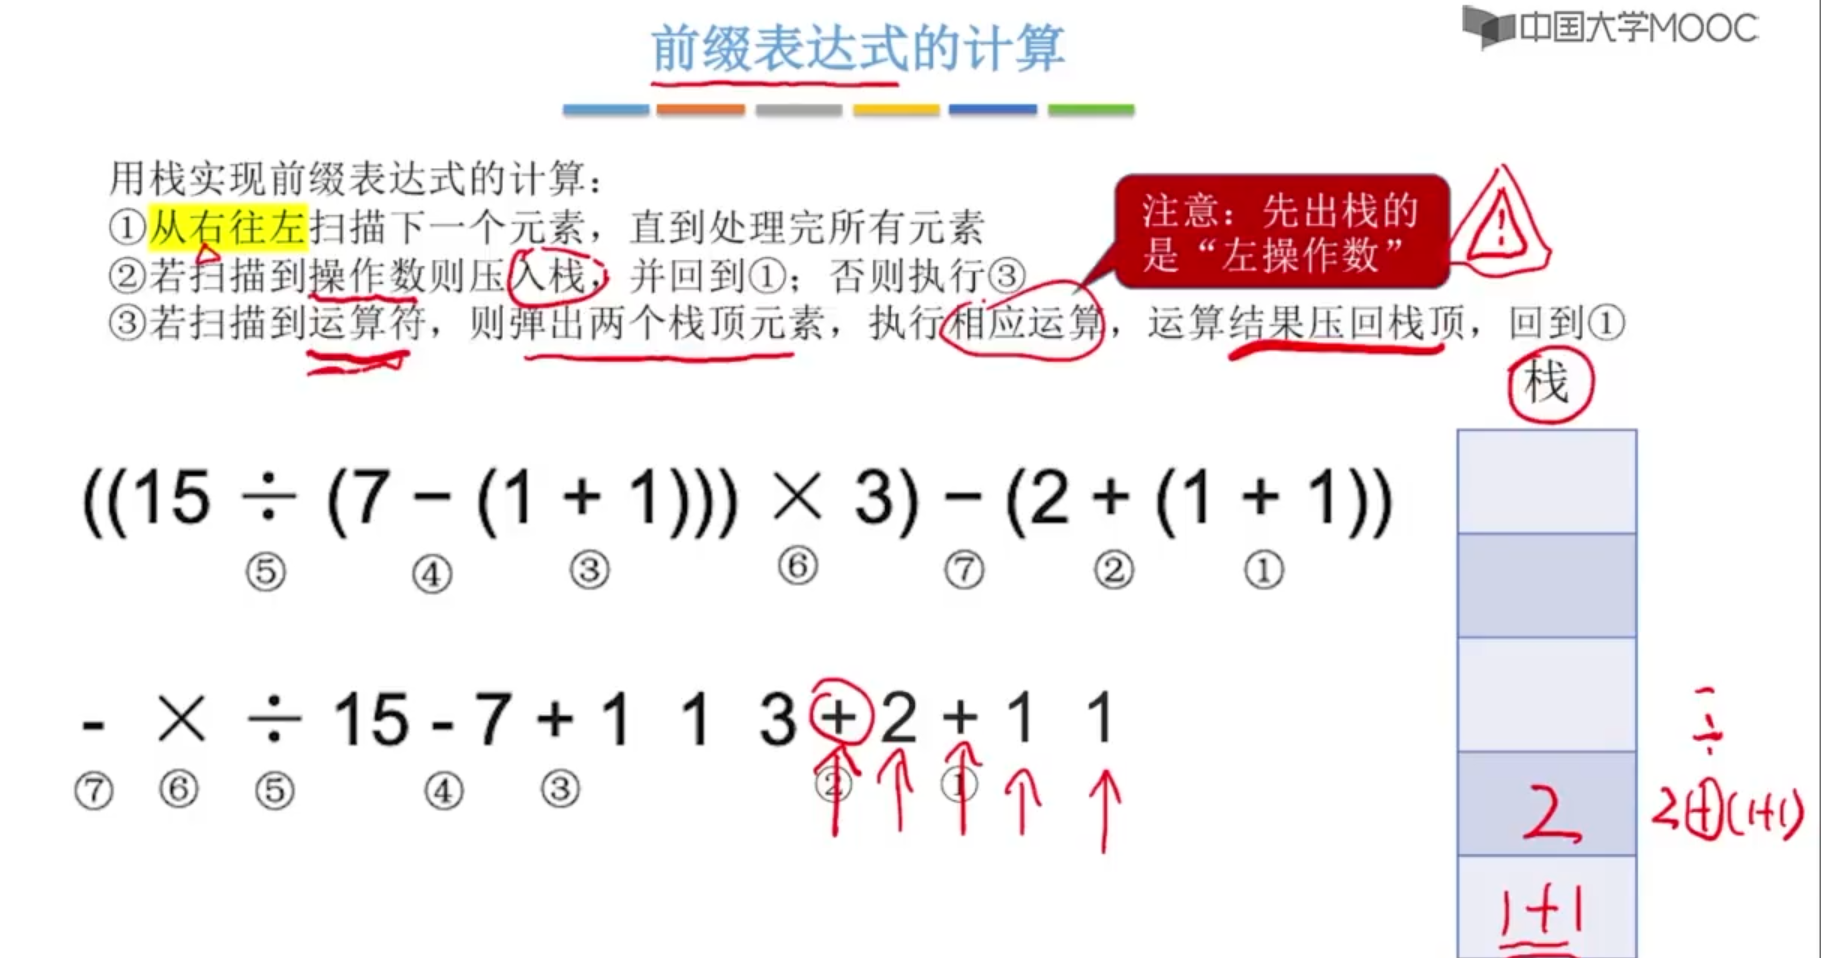 中国大学MOOC
前缀表达式的计算
用栈实现前缀表达式的计算：
①从右往左扫描下一个元素，直到处理完所有元素
②若扫描到操作数则压入栈，并回到①；否则执行③
③若扫描到运算符，则弹出两个栈顶元素，执行相应运算，运算结果压回栈顶，回到①
注意：先出栈的
是“左操作数”
!
栈
((15 ÷ (7 − (1 + 1))) × 3) − (2 + (1 + 1))
⑤ ④ ③ ⑥ ⑦ ② ①
- × ÷ 15 - 7 + 1 1 3 + 2 + 1 1
⑦ ⑥ ⑤ ④ ③ ② ①
-
÷
2 2+(1+1)
1+1